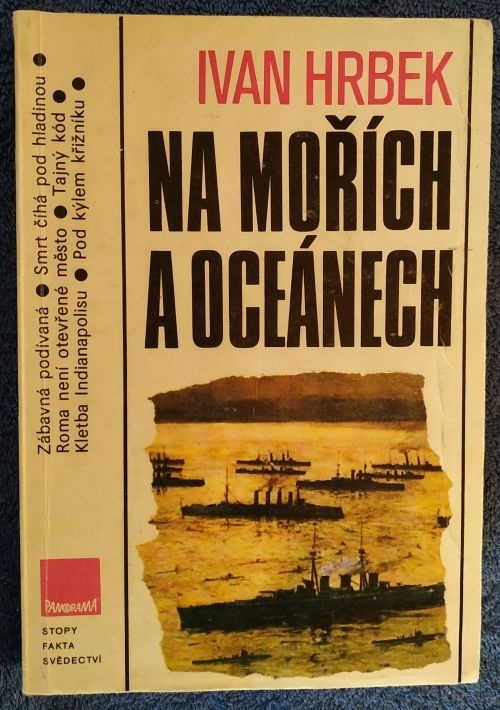 IVAN HRBEK
NA MOŘÍCH
A OCEÁNECH
Zábavná podívaná ● Smrt číhá pod hladinou ●
Roma není otevřené město ● Tajný kód ●
Kletba Indianapolisu ● Pod kýlem křižníku ●
PANORAMA
STOPY
FAKTA
SVĚDECTVÍ